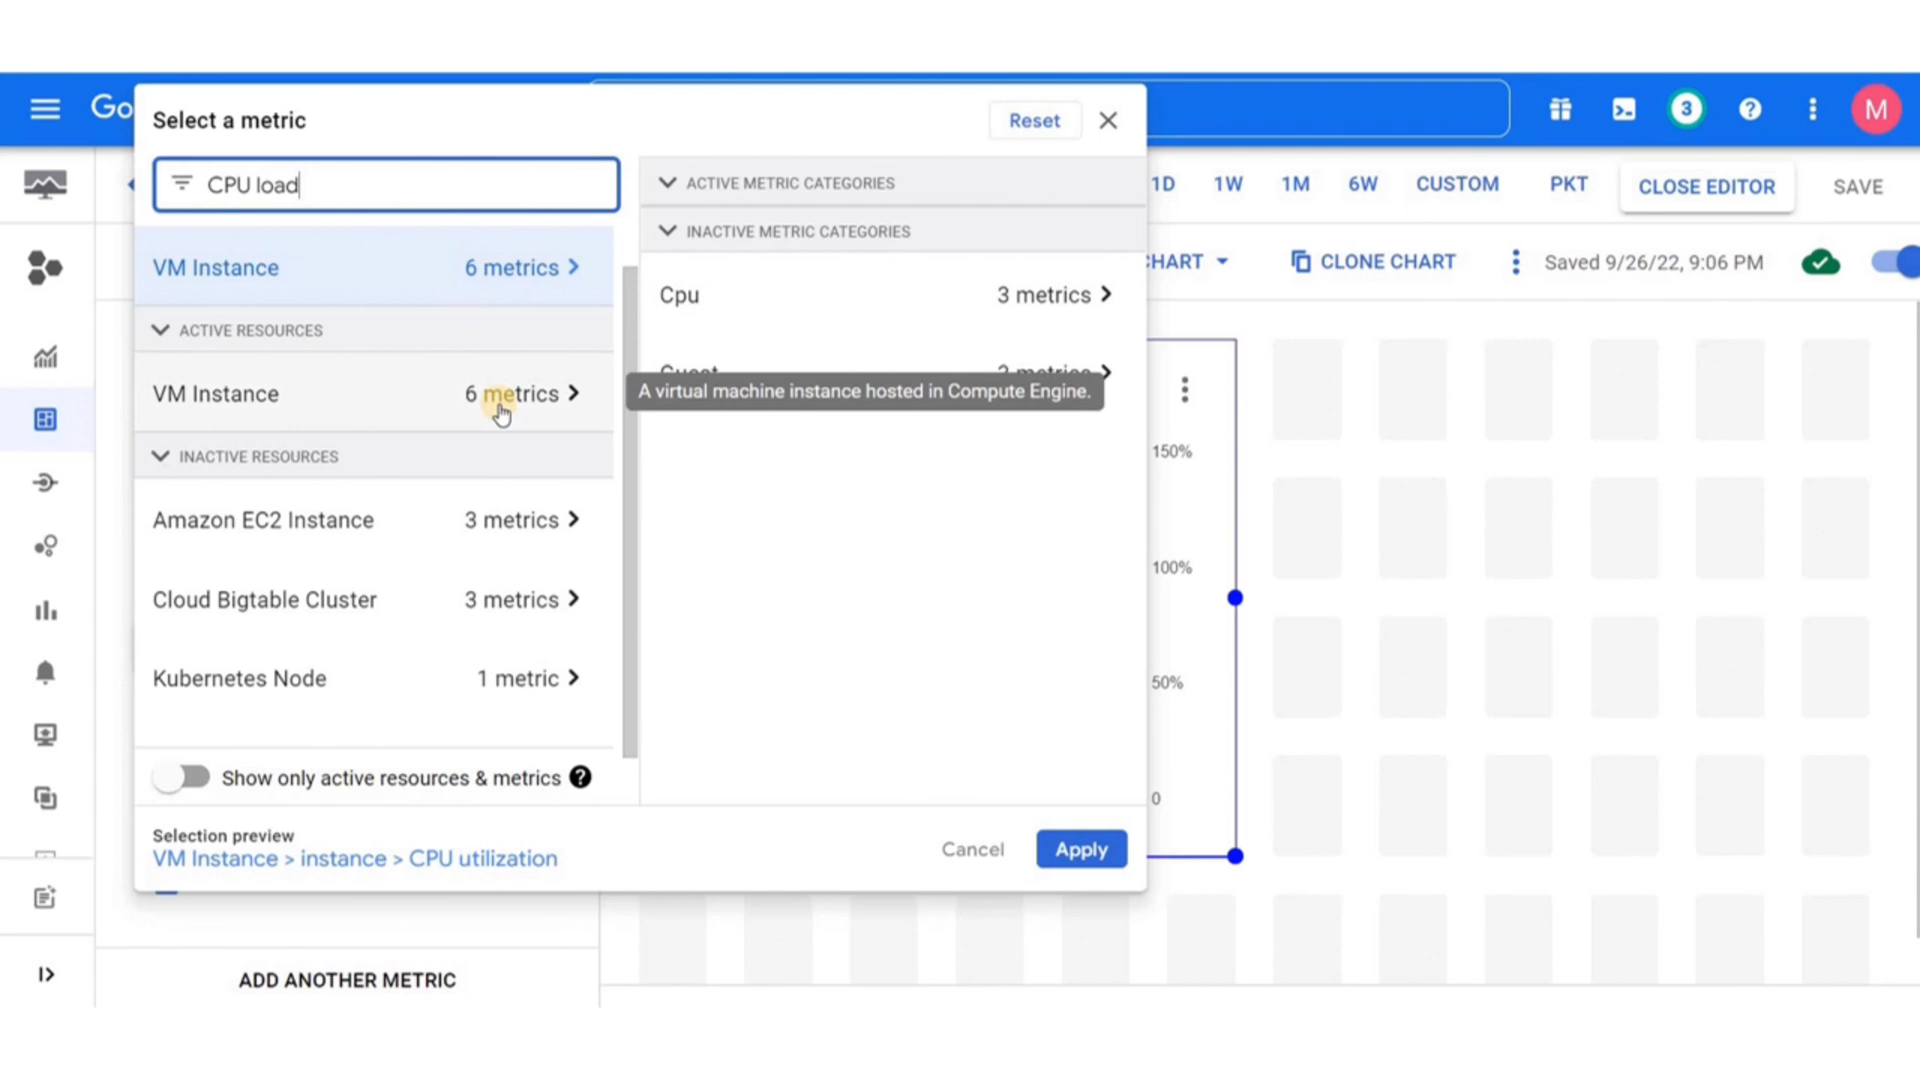 Go
Select a metric
Reset
3
?
M
CPU load
ACTIVE METRIC CATEGORIES
1D
1W
1M
6W
CUSTOM
PKT
CLOSE EDITOR
SAVE
INACTIVE METRIC CATEGORIES
VM Instance
6 metrics
HART
CLONE CHART
Saved 9/26/22, 9:06 PM
Cpu
3 metrics
ACTIVE RESOURCES
VM Instance
6 metrics
A virtual machine instance hosted in Compute Engine.
INACTIVE RESOURCES
150%
Amazon EC2 Instance
3 metrics
100%
Cloud Bigtable Cluster
3 metrics
Kubernetes Node
1 metric
50%
Show only active resources & metrics
?
0
Selection preview
VM Instance > instance > CPU utilization
Cancel
Apply
ADD ANOTHER METRIC